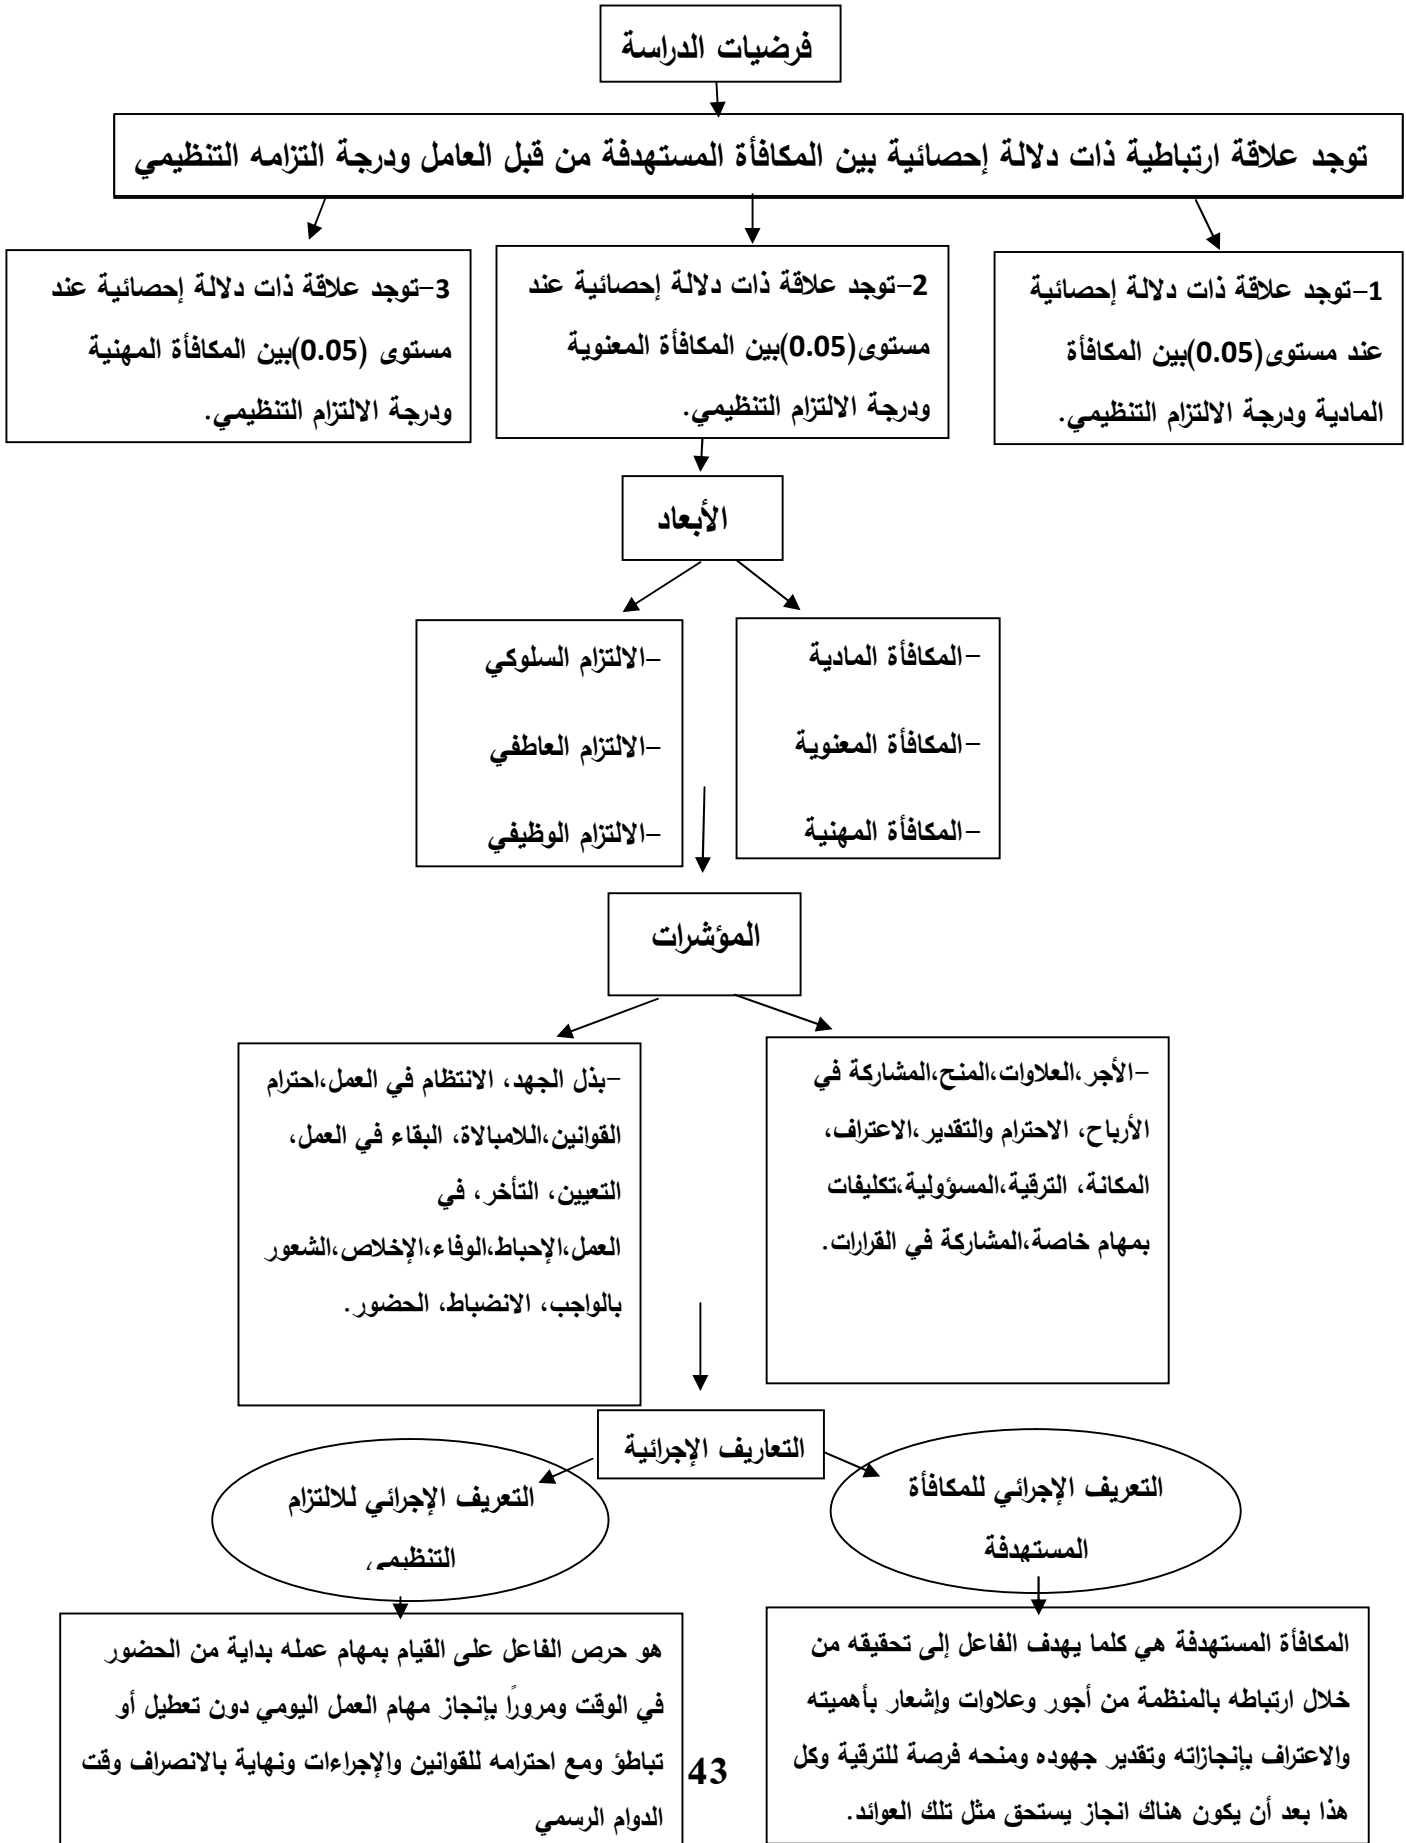 فرضيات الدراسة
توجد علاقة ارتباطية ذات دلالة إحصائية بين المكافأة المستهدفة من قبل العامل ودرجة التزامه التنظيمي
1-توجد علاقة ذات دلالة إحصائية
عند مستوى(0.05)بين المكافأة
المادية ودرجة الالتزام التنظيمي.
2-توجد علاقة ذات دلالة إحصائية عند
مستوى(0.05)بين المكافأة المعنوية
ودرجة الالتزام التنظيمي.
3-توجد علاقة ذات دلالة إحصائية عند
مستوى (0.05)بين المكافأة المهنية
ودرجة الالتزام التنظيمي.
الأبعاد
-المكافأة المادية
-المكافأة المعنوية
-المكافأة المهنية
-الالتزام السلوكي
-الالتزام العاطفي
-الالتزام الوظيفي
المؤشرات
-الأجر،العلاوات،المنح،المشاركة في
الأرباح، الاحترام والتقدير،الاعتراف،
المكانة، الترقية،المسؤولية،تكليفات
بمهام خاصة،المشاركة في القرارات.
-بذل الجهد، الانتظام في العمل،احترام
القوانين،اللامبالاة، البقاء في العمل،
التعيين، التأخر، في
العمل،الإحباط،الوفاء،الإخلاص،الشعور
بالواجب، الانضباط، الحضور.
التعاريف الإجرائية
التعريف الإجرائي للمكافأة
المستهدفة
التعريف الإجرائي للالتزام
التنظيمي
المكافأة المستهدفة هي كلما يهدف الفاعل إلى تحقيقه من
خلال ارتباطه بالمنظمة من أجور وعلاوات وإشعار بأهميته
والاعتراف بإنجازاته وتقدير جهوده ومنحه فرصة للترقية وكل
هذا بعد أن يكون هناك انجاز يستحق مثل تلك العوائد.
هو حرص الفاعل على القيام بمهام عمله بداية من الحضور
في الوقت ومرورًا بإنجاز مهام العمل اليومي دون تعطيل أو
تباطؤ ومع احترامه للقوانين والإجراءات ونهاية بالانصراف وقت
الدوام الرسمي
43